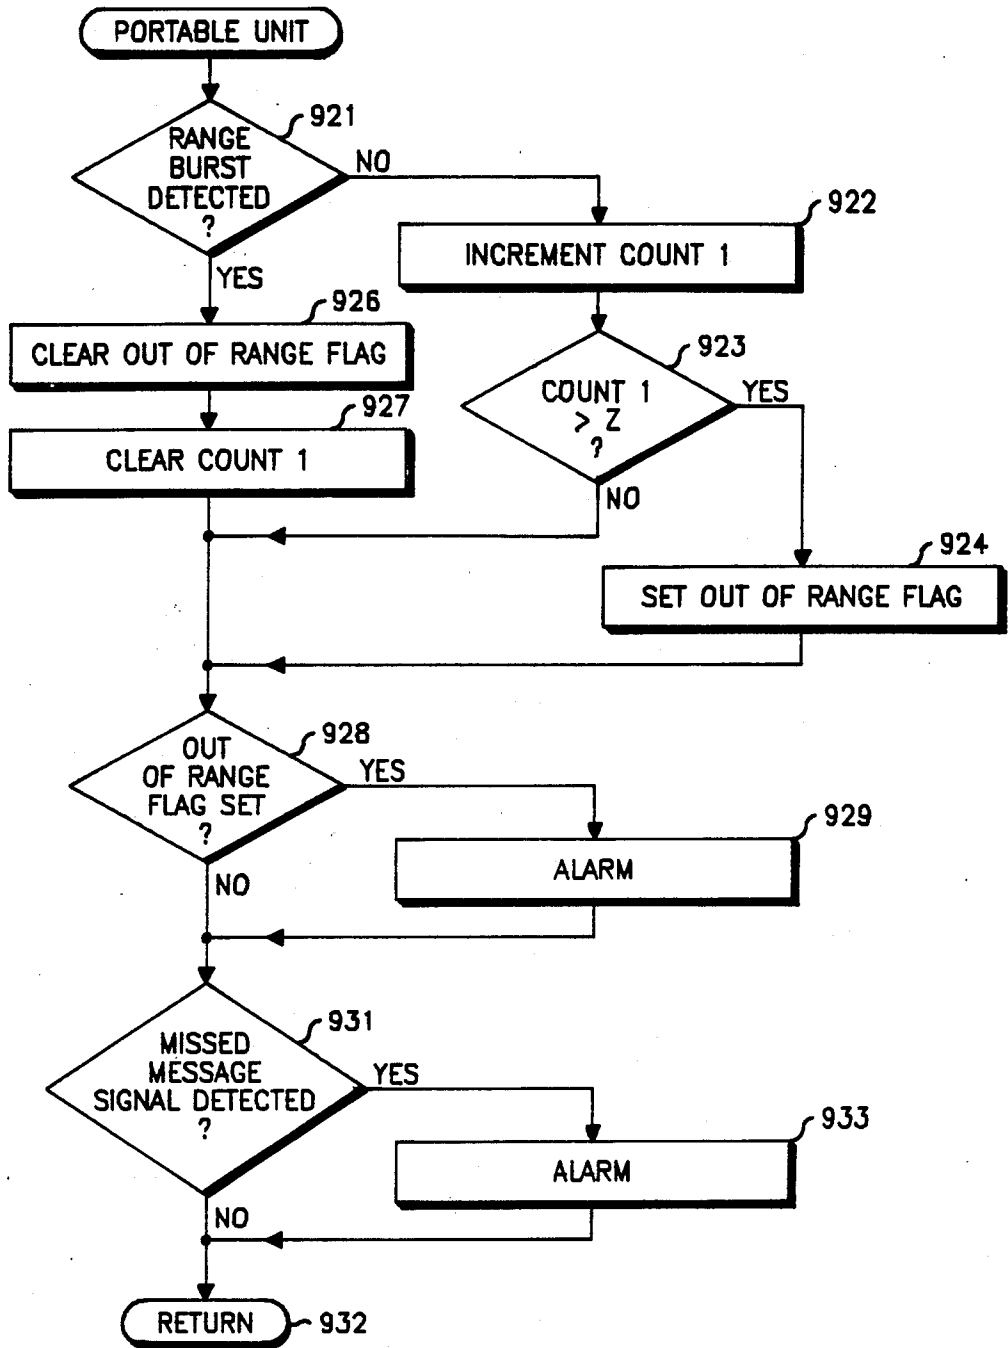 PORTABLE UNIT
921
RANGE
BURST
DETECTED
?
NO
YES
922
INCREMENT COUNT 1
926
CLEAR OUT OF RANGE FLAG
923
COUNT 1
> Z
?
YES
NO
927
CLEAR COUNT 1
924
SET OUT OF RANGE FLAG
928
OUT
OF RANGE
FLAG SET
?
YES
NO
929
ALARM
931
MISSED
MESSAGE
SIGNAL DETECTED
?
YES
NO
933
ALARM
RETURN
932